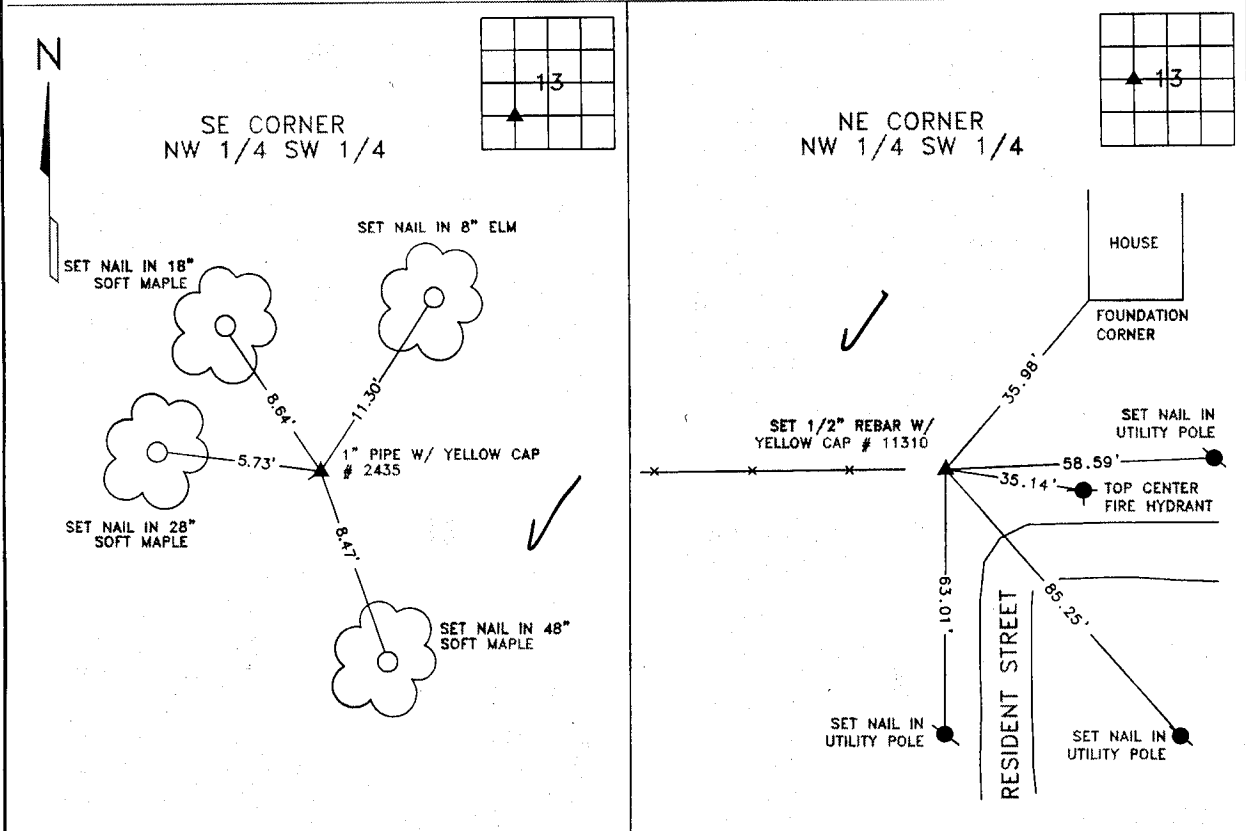 N
13
SE CORNER
NW 1/4 SW 1/4
SET NAIL IN 8" ELM
SET NAIL IN 18"
SOFT MAPLE
8.64'
11.30'
5.73'
1" PIPE W/ YELLOW CAP
# 2435
SET NAIL IN 28"
SOFT MAPLE
8.47'
SET NAIL IN 48"
SOFT MAPLE
13
NE CORNER
NW 1/4 SW 1/4
HOUSE
FOUNDATION
CORNER
35.98'
SET 1/2" REBAR W/
YELLOW CAP # 11310
SET NAIL IN
UTILITY POLE
58.59'
35.14'
TOP CENTER
FIRE HYDRANT
63.01'
85.25'
RESIDENT STREET
SET NAIL IN
UTILITY POLE
SET NAIL IN
UTILITY POLE